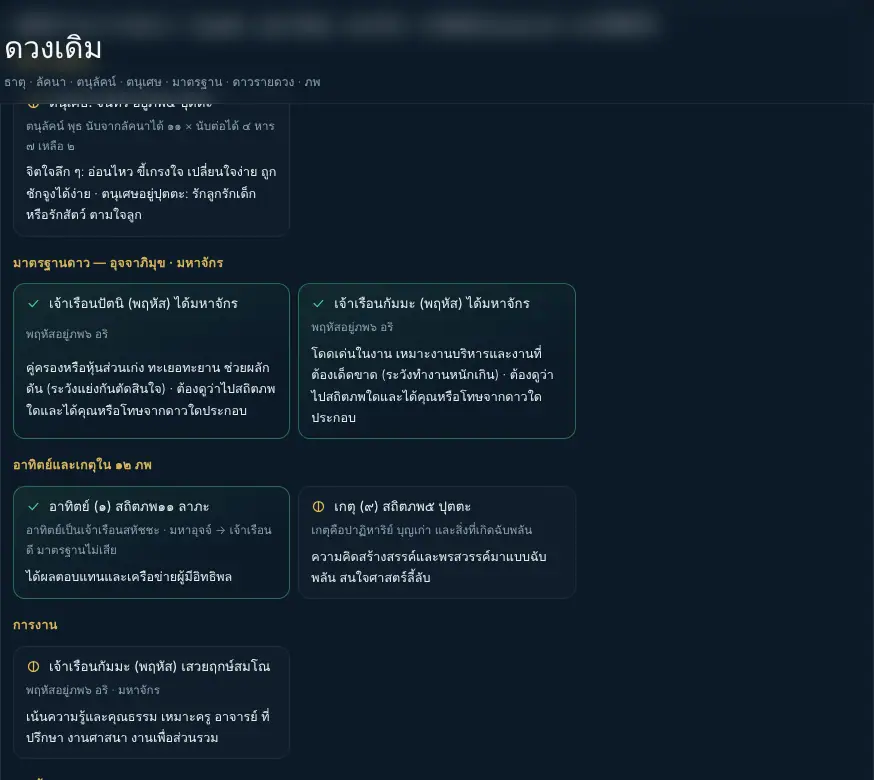 ดวงเดิม
ธาตุ · ลัคนา · ตนุลัคน์ · ตนุเศษ · มาตรฐาน · ดาวรายดวง · ภพ
ตนุเศษ: จันทร์ อยู่ภพ๕ ปุตตะ
ตนุลัคน์ พุธ นับจากลัคนาได้ ๑๑ × นับต่อได้ ๔ หาร
๗ เหลือ ๒
จิตใจลึก ๆ: อ่อนไหว ขี้เกรงใจ เปลี่ยนใจง่าย ถูก
ชักจูงได้ง่าย · ตนุเศษอยู่ปุตตะ: รักลูกรักเด็ก
หรือรักสัตว์ ตามใจลูก
มาตรฐานดาว — อุจจาภิมุข · มหาจักร
เจ้าเรือนปัตนิ (พฤหัส) ได้มหาจักร
พฤหัสอยู่ภพ๖ อริ
คู่ครองหรือหุ้นส่วนเก่ง ทะเยอทะยาน ช่วยผลัก
ดัน (ระวังแย่งกันตัดสินใจ) · ต้องดูว่าไปสถิตภพ
ใดและได้คุณหรือโทษจากดาวใดประกอบ
เจ้าเรือนกัมมะ (พฤหัส) ได้มหาจักร
พฤหัสอยู่ภพ๖ อริ
โดดเด่นในงาน เหมาะงานบริหารและงานที่
ต้องเด็ดขาด (ระวังทำงานหนักเกิน) · ต้องดูว่า
ไปสถิตภพใดและได้คุณหรือโทษจากดาวใด
ประกอบ
อาทิตย์และเกตุใน ๑๒ ภพ
อาทิตย์ (๑) สถิตภพ๑๑ ลาภะ
อาทิตย์เป็นเจ้าเรือนสหัชชะ · มหาอุจจ์ → เจ้าเรือน
ดี มาตรฐานไม่เสีย
ได้ผลตอบแทนและเครือข่ายผู้มีอิทธิพล
เกตุ (๙) สถิตภพ๕ ปุตตะ
เกตุคือปาฏิหาริย์ บุญเก่า และสิ่งที่เกิดฉับพลัน
ความคิดสร้างสรรค์และพรสวรรค์มาแบบฉับ
พลัน สนใจศาสตร์ลี้ลับ
การงาน
เจ้าเรือนกัมมะ (พฤหัส) เสวยฤกษ์สมโณ
พฤหัสอยู่ภพ๖ อริ · มหาจักร
เน้นความรู้และคุณธรรม เหมาะครู อาจารย์ ที่
ปรึกษา งานศาสนา งานเพื่อส่วนรวม